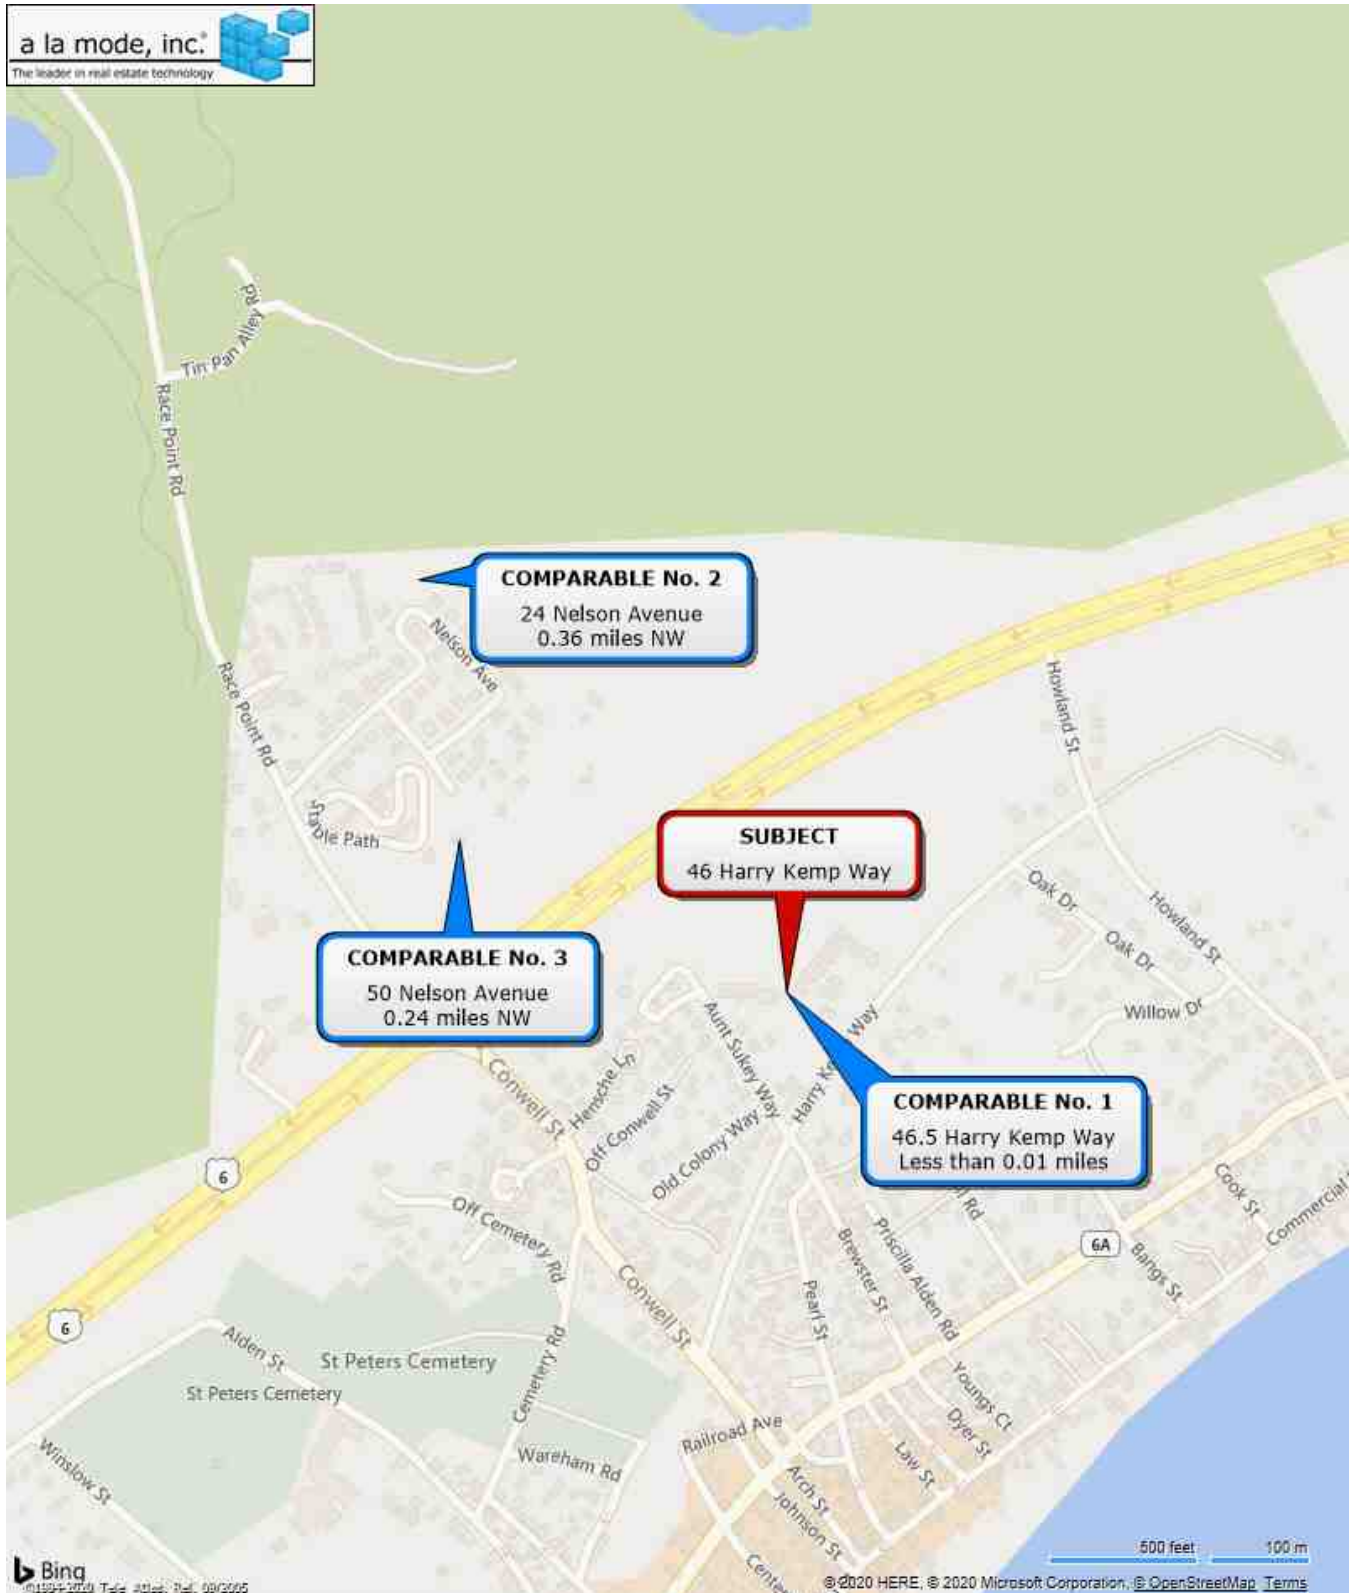 a la mode, inc.®
The leader in real estate technology
Tin Pan Alley Rd
Race Point Rd
COMPARABLE No. 2
24 Nelson Avenue
0.36 miles NW
Nelson Ave
Race Point Rd
Howland St
Stable Path
SUBJECT
46 Harry Kemp Way
Oak Dr
Howland St
Oak Dr
COMPARABLE No. 3
50 Nelson Avenue
0.24 miles NW
Willow Dr
Aunt Sukey Way
Harry Ke Way
Conwell St
Hensche Ln
Off Conwell St
Old Colony Way
COMPARABLE No. 1
46.5 Harry Kemp Way
Less than 0.01 miles
6
Cook St
Commercial
Off Cemetery Rd
Rd
Priscilla Alden Rd
Brewster St
6A
Bangs St
Pearl St
Conwell St
6
Alden St
St Peters Cemetery
St Peters Cemetery
Cemetery Rd
Youngs Ct
Dyer St
Railroad Ave
Law St
Wareham Rd
Winslow St
Arch St
Johnson St
Center
500 feet
100 m
Bing
© 2020 HERE, © 2020 Microsoft Corporation, © OpenStreetMap Terms